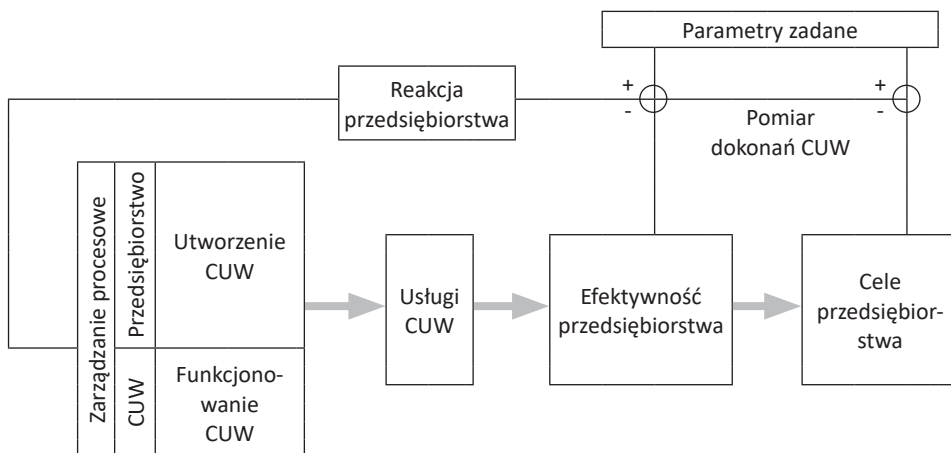 Parametry zadane
Reakcja
przedsiębiorstwa
+
-
+
-
Pomiar
dokonań CUW
Zarządzanie procesowe
Przedsiębiorstwo
CUW
Utworzenie
CUW
Funkcjono-
wanie
CUW
Usługi
CUW
Efektywność
przedsiębiorstwa
Cele
przedsiębior-
stwa